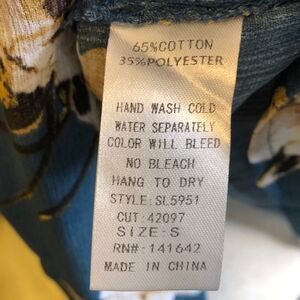 65%COTTON
35%POLYESTER
HAND WASH COLD
WATER SEPARATELY
COLOR WILL BLEED
NO BLEACH
HANG TO DRY
STYLE:SL5951
CUT:42097
SIZE:S
RN#:141642
MADE IN CHINA